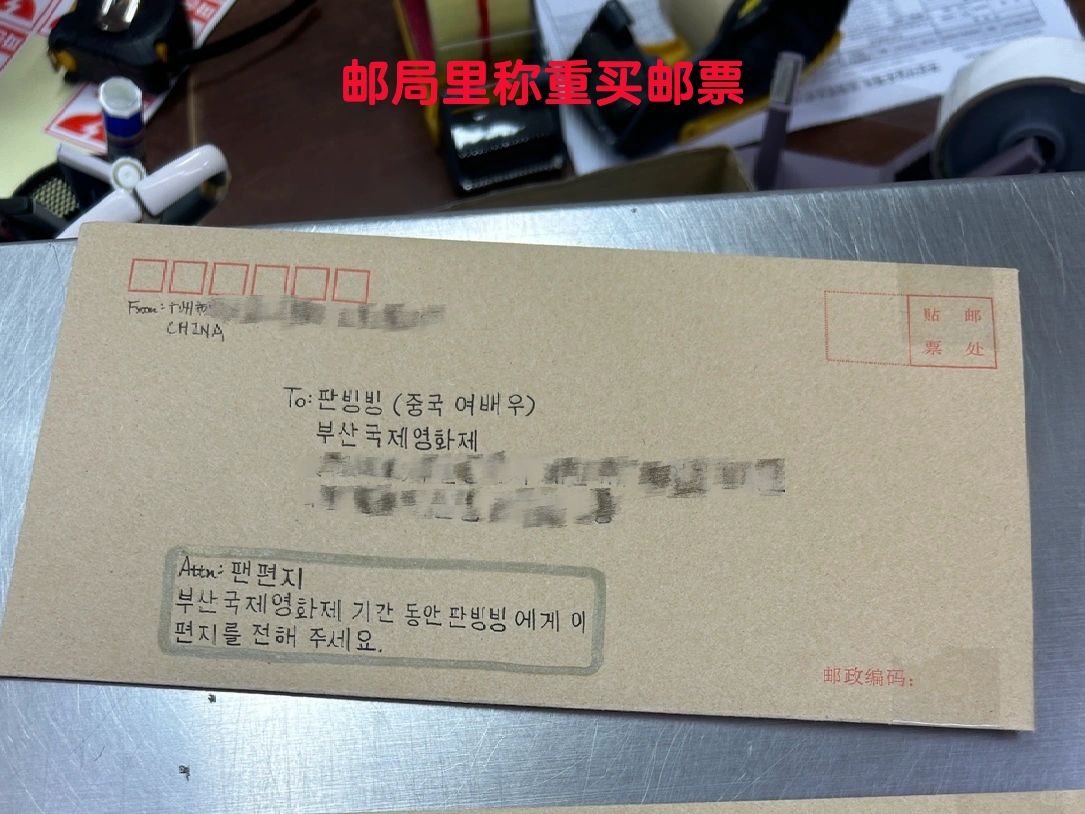 邮局里称重买邮票
From: 广州市
CHINA
贴 邮
票 处
To: 판빙빙 (중국 여배우)
부산국제영화제
Attn: 팬편지
부산국제영화제 기간 동안 판빙빙에게 이
편지를 전해 주세요.
邮政编码：